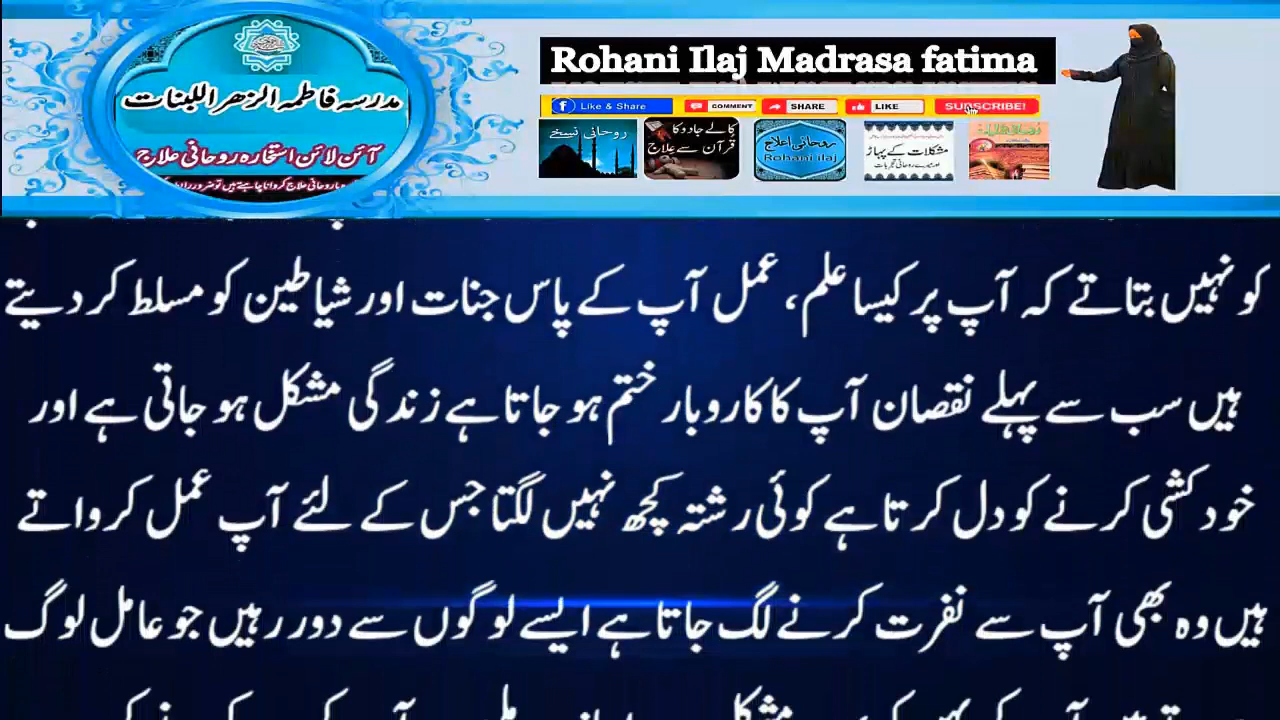 مدرسہ فاطمہ الزھراللبنات
آئن لائن استخارہ روحانی علاج
Rohani Ilaj Madrasa fatima
Like & Share
COMMENT
SHARE
LIKE
SUBSCRIBE!
روحانی نسخے
کالے جادو کا
قرآن سے علاج
روحانی علاج
Rohani Ilaj
مشکلات کے پہاڑ
کو نہیں بتاتے کہ آپ پر کیسا علم، عمل آپ کے پاس جنات اور شیاطین کو مسلط کر دیتے
ہیں سب سے پہلے نقصان آپ کا کاروبار ختم ہو جاتا ہے زندگی مشکل ہو جاتی ہے اور
خود کشی کرنے کو دل کرتا ہے کوئی رشتہ کچھ نہیں لگتا جس کے لئے آپ عمل کرواتے
ہیں وہ بھی آپ سے نفرت کرنے لگ جاتا ہے ایسے لوگوں سے دور رہیں جو عامل لوگ